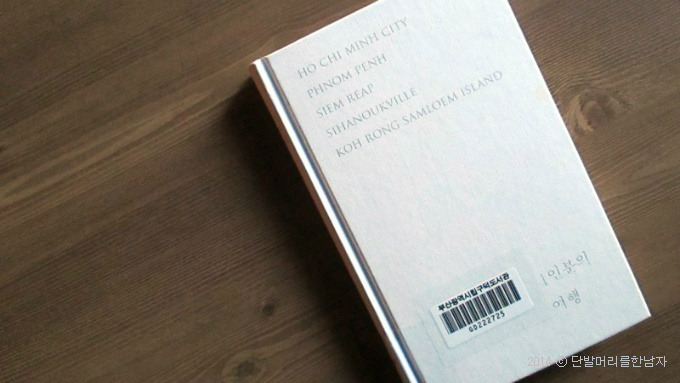 HO CHI MINH CITY
PHNOM PENH
SIEM REAP
SIHANOUKVILLE
KOH RONG SAMLOEM ISLAND
부산광역시립구덕도서관
GD222725
1인분의
여행
2016 ⓒ 단발머리를한남자